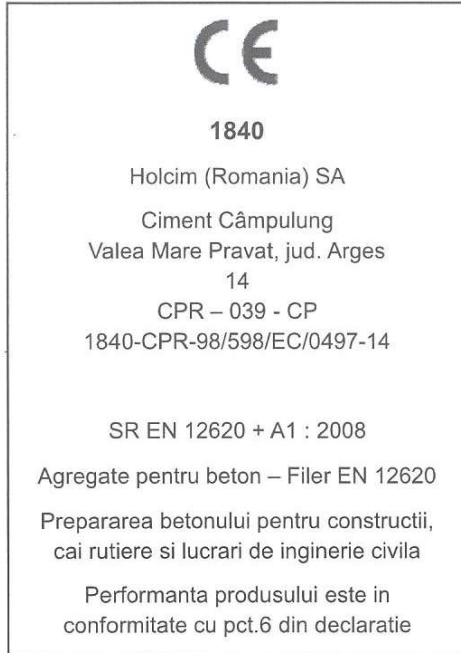 CE
1840
Holcim (Romania) SA
Ciment Câmpulung
Valea Mare Pravat, jud. Arges
14
CPR – 039 - CP
1840-CPR-98/598/EC/0497-14
SR EN 12620 + A1 : 2008
Agregate pentru beton – Filer EN 12620
Prepararea betonului pentru constructii,
cai rutiere si lucrari de inginerie civila
Performanta produsului este in
conformitate cu pct.6 din declaratie